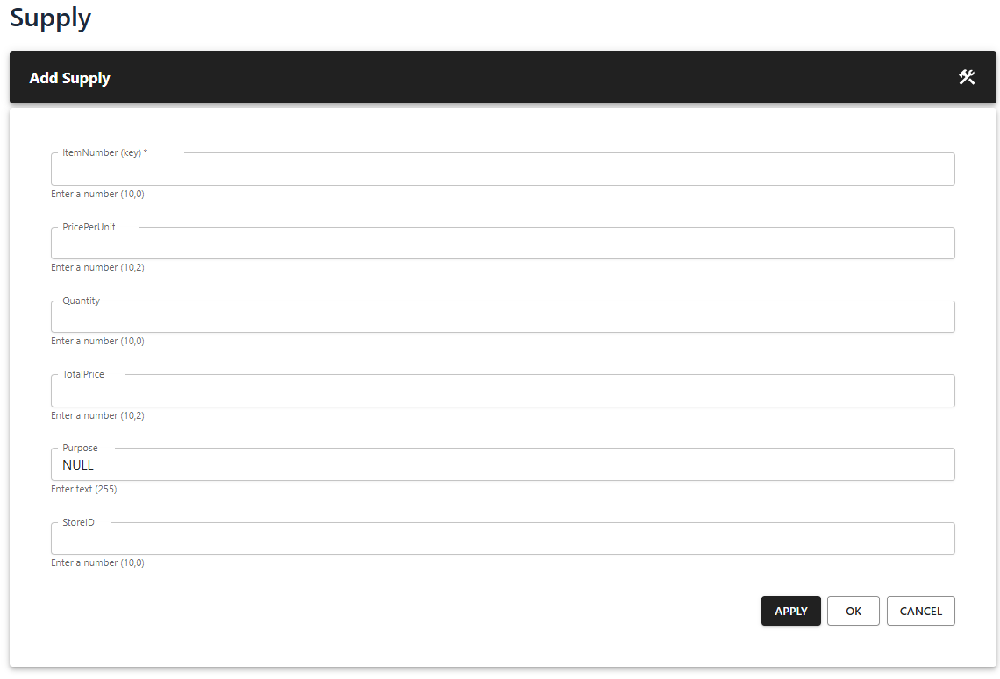 Supply
Add Supply
ItemNumber (key) *
Enter a number (10,0)
PricePerUnit
Enter a number (10,2)
Quantity
Enter a number (10,0)
TotalPrice
Enter a number (10,2)
Purpose
NULL
Enter text (255)
StoreID
Enter a number (10,0)
APPLY OK CANCEL